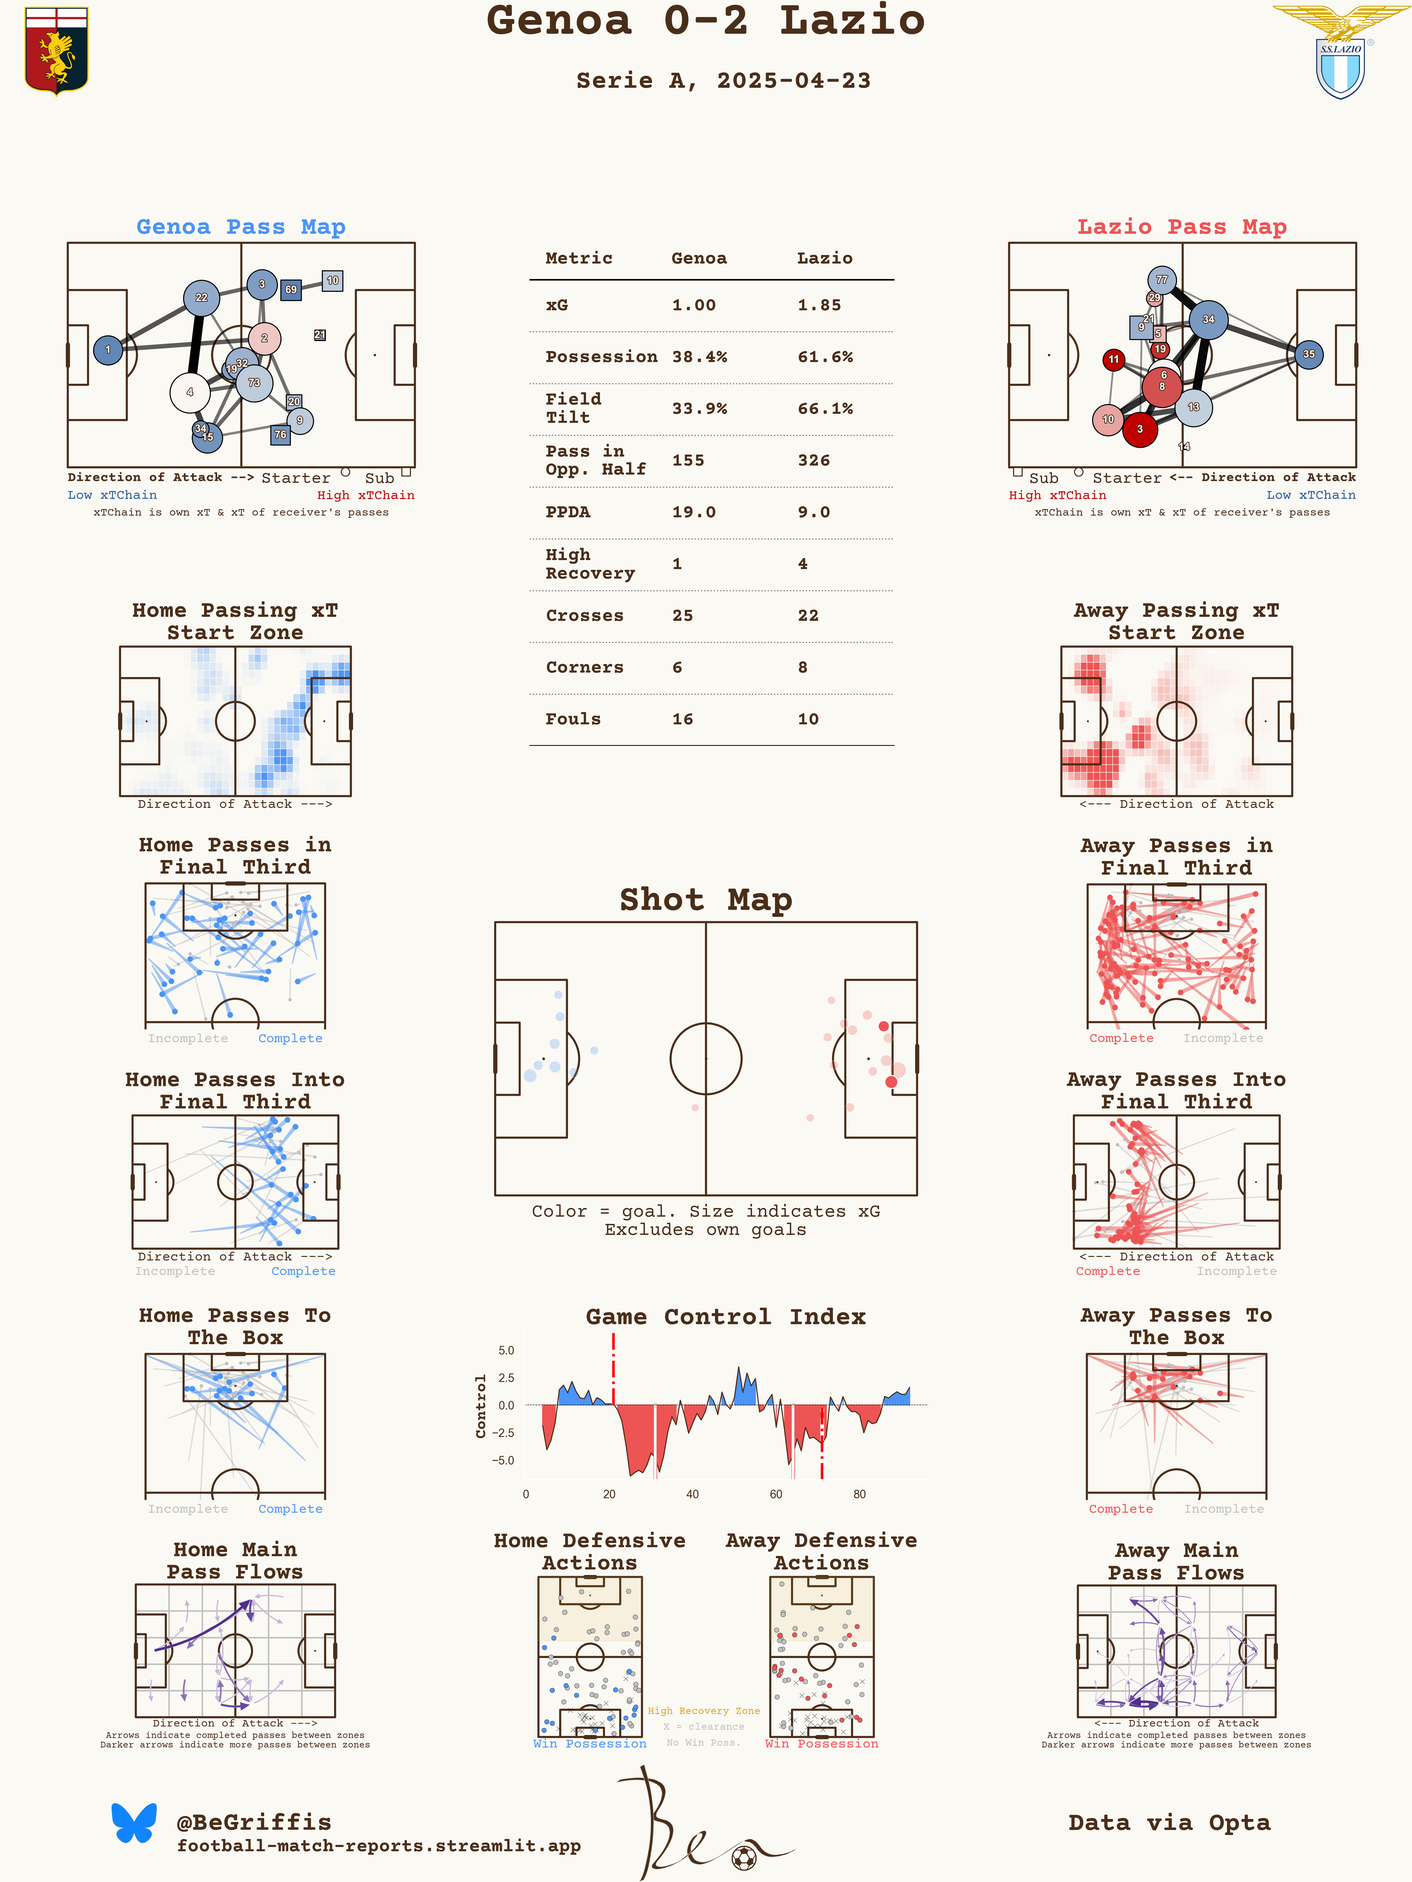 Genoa 0-2 Lazio
Serie A, 2025-04-23
S.S.LAZIO
®
Genoa Pass Map
1
22
3
69
10
2
21
32
19
73
4
20
9
76
34
15
Direction of Attack --> Starter Sub
Low xTChain High xTChain
xTChain is own xT & xT of receiver's passes
Metric Genoa Lazio
xG 1.00 1.85
Possession 38.4% 61.6%
Field
Tilt 33.9% 66.1%
Pass in
Opp. Half 155 326
PPDA 19.0 9.0
High
Recovery 1 4
Crosses 25 22
Corners 6 8
Fouls 16 10
Lazio Pass Map
77
29
21
9
5
34
19
11
35
6
8
13
10
3
14
Sub Starter <-- Direction of Attack
High xTChain Low xTChain
xTChain is own xT & xT of receiver's passes
Home Passing xT
Start Zone
Direction of Attack --->
Away Passing xT
Start Zone
<--- Direction of Attack
Home Passes in
Final Third
Incomplete Complete
Away Passes in
Final Third
Complete Incomplete
Shot Map
Color = goal. Size indicates xG
Excludes own goals
Home Passes Into
Final Third
Direction of Attack --->
Incomplete Complete
Away Passes Into
Final Third
<--- Direction of Attack
Complete Incomplete
Home Passes To
The Box
Incomplete Complete
Game Control Index
Control
5.0
2.5
0.0
−2.5
−5.0
0 20 40 60 80
Away Passes To
The Box
Complete Incomplete
Home Main
Pass Flows
Direction of Attack --->
Arrows indicate completed passes between zones
Darker arrows indicate more passes between zones
Home Defensive
Actions
Win Possession
Away Defensive
Actions
Win Possession
High Recovery Zone
X = clearance
No Win Poss.
Away Main
Pass Flows
<--- Direction of Attack
Arrows indicate completed passes between zones
Darker arrows indicate more passes between zones
@BeGriffis
football-match-reports.streamlit.app
Ben
Data via Opta